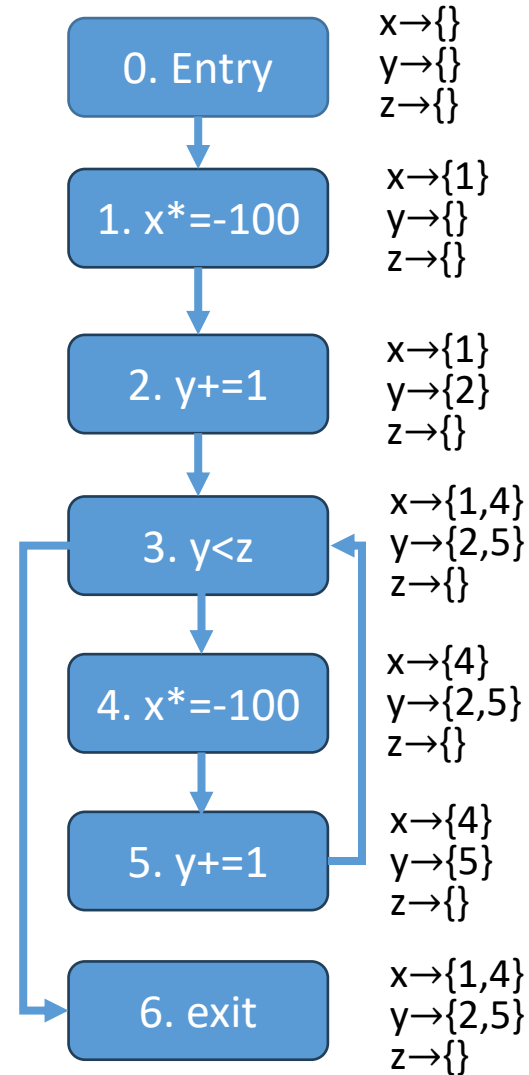 0. Entry
x→{}
y→{}
z→{}
1. x*=-100
x→{1}
y→{}
z→{}
2. y+=1
x→{1}
y→{2}
z→{}
3. y<z
x→{1,4}
y→{2,5}
z→{}
4. x*=-100
x→{4}
y→{2,5}
z→{}
5. y+=1
x→{4}
y→{5}
z→{}
6. exit
x→{1,4}
y→{2,5}
z→{}